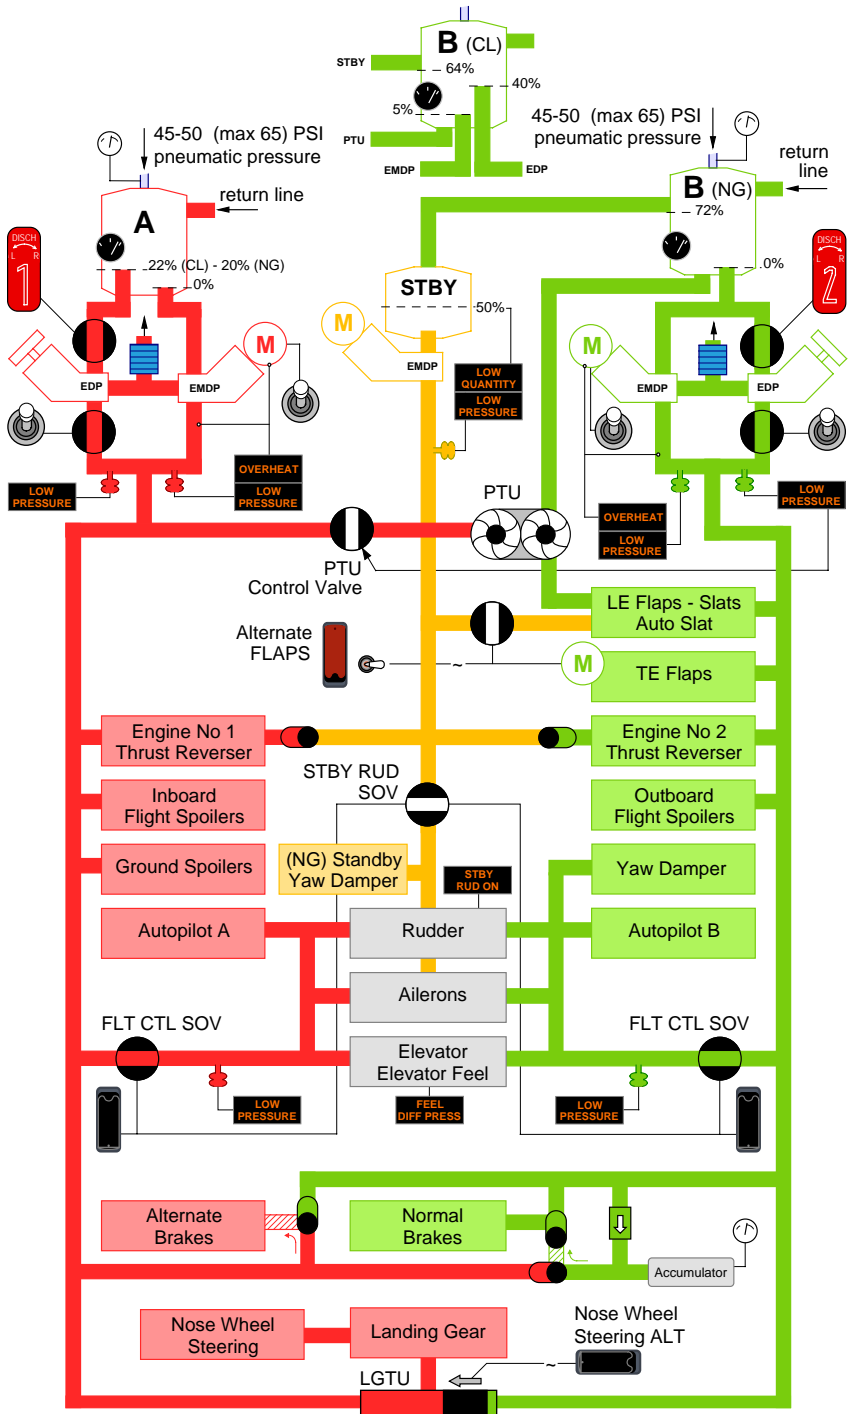 B (CL)
STBY
64%
40%
5%
PTU
EMDP
EDP
45-50 (max 65) PSI
pneumatic pressure
45-50 (max 65) PSI
pneumatic pressure
return line
return
line
A
B (NG)
72%
DISCH
L R
1
22% (CL) - 20% (NG)
0%
STBY
50%
.0%
DISCH
L R
2
M
M
M
EDP
EMDP
EMDP
EMDP
EDP
LOW
QUANTITY
LOW
PRESSURE
OVERHEAT
LOW
PRESSURE
LOW
PRESSURE
PTU
LOW
PRESSURE
OVERHEAT
LOW
PRESSURE
PTU
Control Valve
LE Flaps - Slats
Auto Slat
Alternate
FLAPS
~
M
TE Flaps
Engine No 1
Thrust Reverser
Engine No 2
Thrust Reverser
STBY RUD
SOV
Inboard
Flight Spoilers
Outboard
Flight Spoilers
Ground Spoilers
(NG) Standby
Yaw Damper
STBY
RUD ON
Yaw Damper
Autopilot A
Rudder
Autopilot B
Ailerons
FLT CTL SOV
FLT CTL SOV
Elevator
Elevator Feel
LOW
PRESSURE
FEEL
DIFF PRESS
LOW
PRESSURE
Alternate
Brakes
Normal
Brakes
Accumulator
Nose Wheel
Steering
Landing Gear
Nose Wheel
Steering ALT
~
LGTU